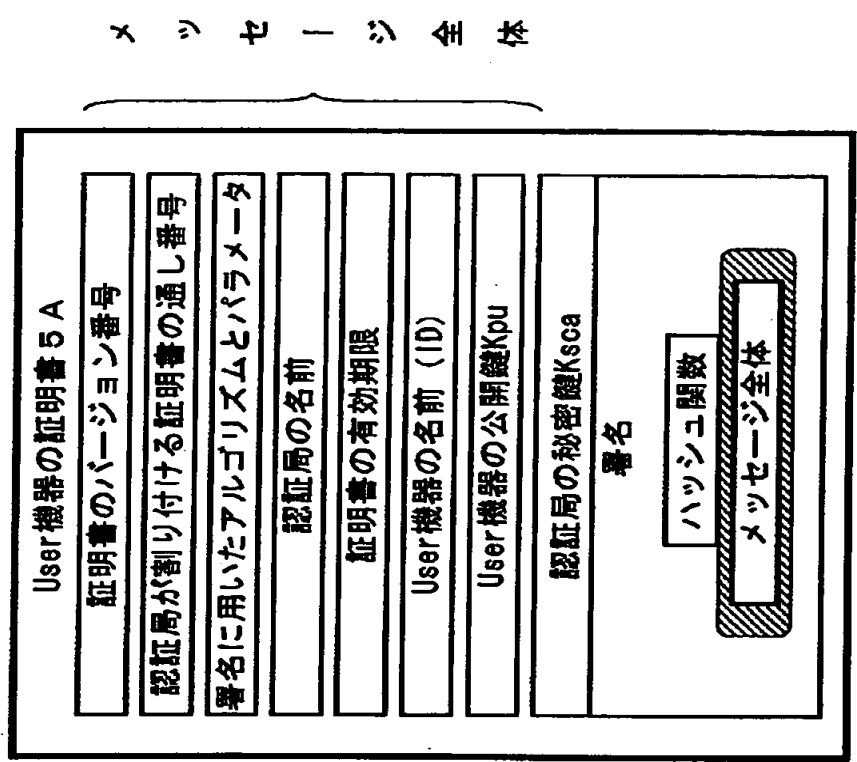 User機器の証明書5A
証明書のバージョン番号
認証局が割り付ける証明書の通し番号
署名に用いたアルゴリズムとパラメータ
認証局の名前
証明書の有効期限
User機器の名前 (ID)
User機器の公開鍵Kpu
認証局の秘密鍵Ksca
署名
ハッシュ関数
メッセージ全体
メッセージ全体